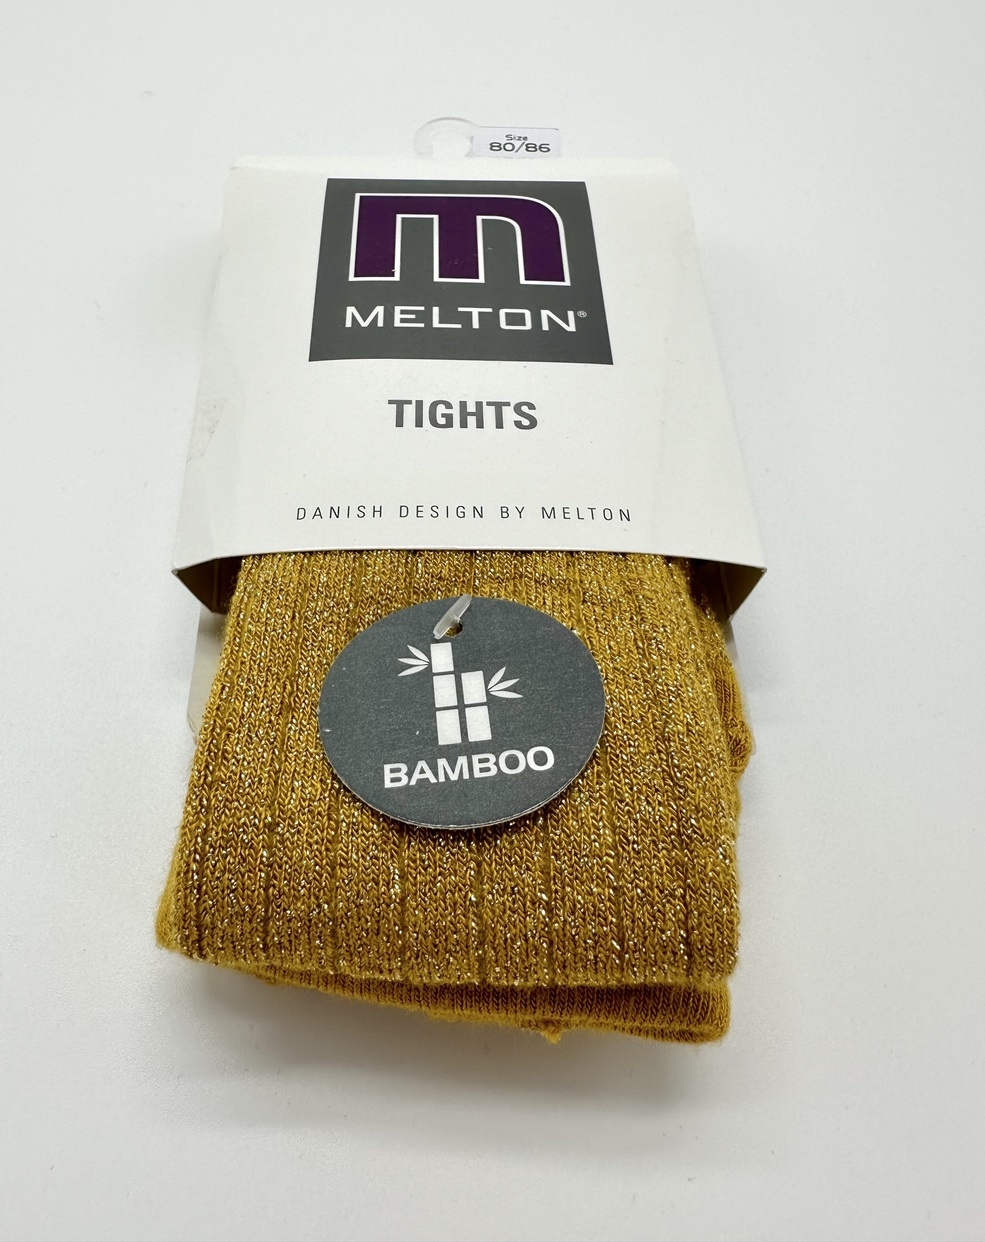 Size
80/86
m
MELTON®
TIGHTS
DANISH DESIGN BY MELTON
BAMBOO